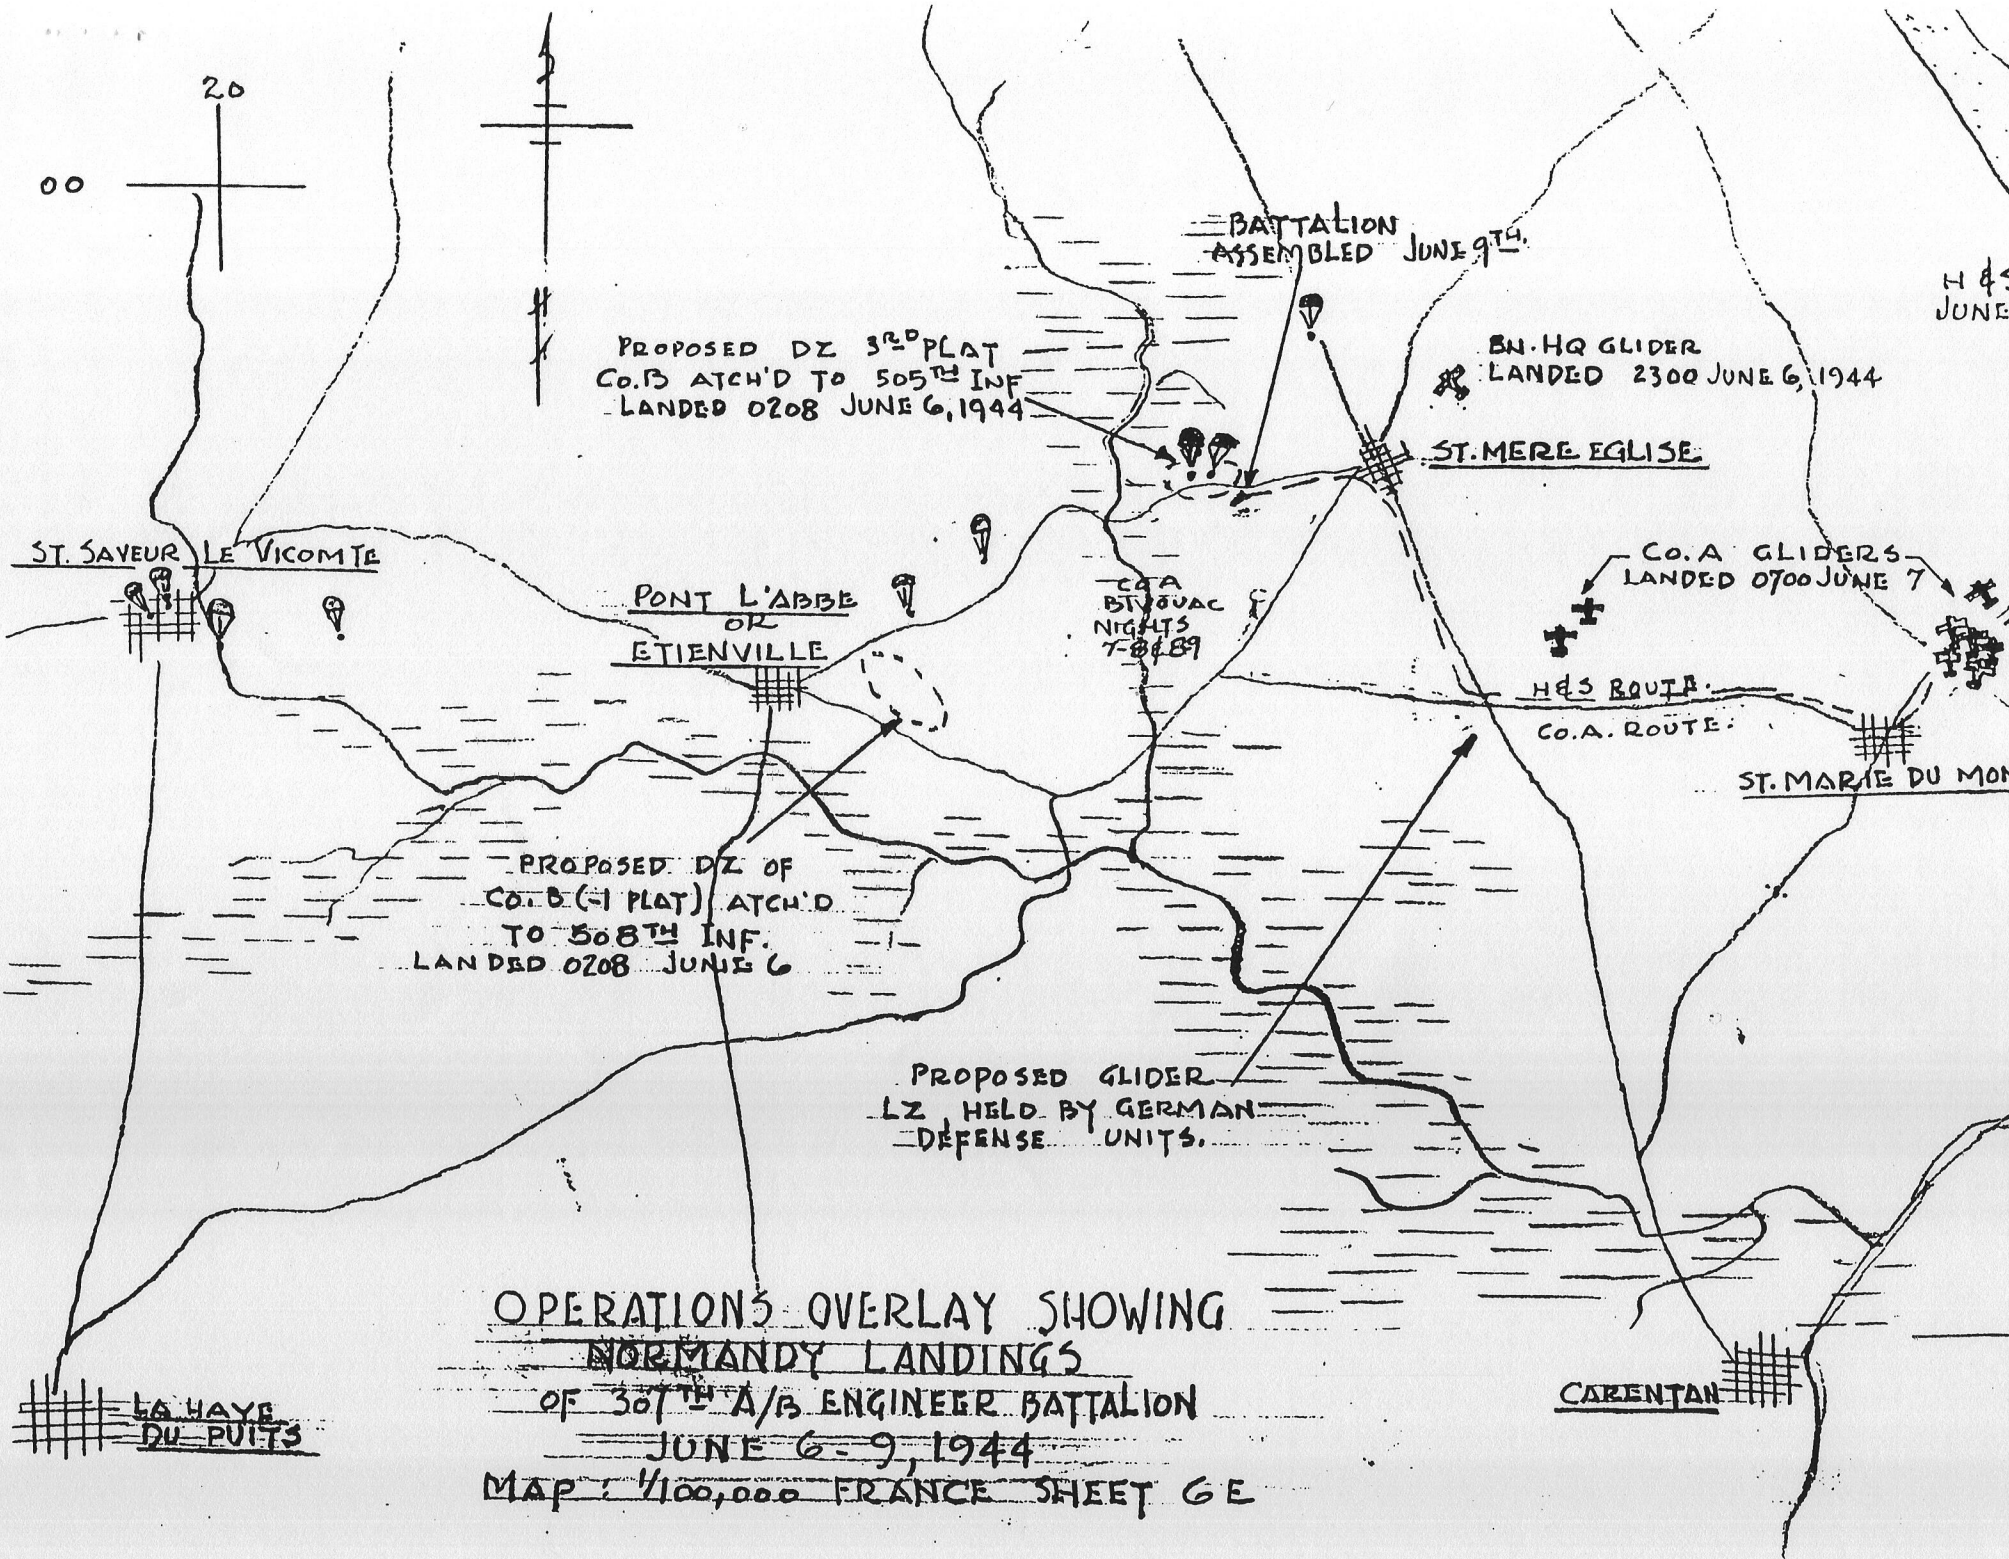 20
00
BATTALION
ASSEMBLED JUNE 9TH.
H & S
JUNE
PROPOSED DZ 3RD PLAT
CO.B ATCH'D TO 505TH INF
LANDED 0208 JUNE 6, 1944
BN. HQ GLIDER
LANDED 2300 JUNE 6, 1944
ST. MERE EGLISE
ST. SAVEUR LE VICOMTE
CO. A GLIDERS
LANDED 0700 JUNE 7
PONT L'ABBE
OR
ETIENVILLE
CO A
BIVOUAC
NIGHTS
7-8&89
H&S ROUTE.
CO.A. ROUTE.
ST. MARIE DU MON
PROPOSED DZ OF
CO. B (-1 PLAT) ATCH'D
TO 508TH INF.
LANDED 0208 JUNE 6
PROPOSED GLIDER
LZ, HELD BY GERMAN
DEFENSE UNITS.
OPERATIONS OVERLAY SHOWING
NORMANDY LANDINGS
OF 307TH A/B ENGINEER BATTALION
JUNE 6-9, 1944
MAP: 1/100,000 FRANCE SHEET 6E
CARENTAN
LA HAYE
DU PUITS